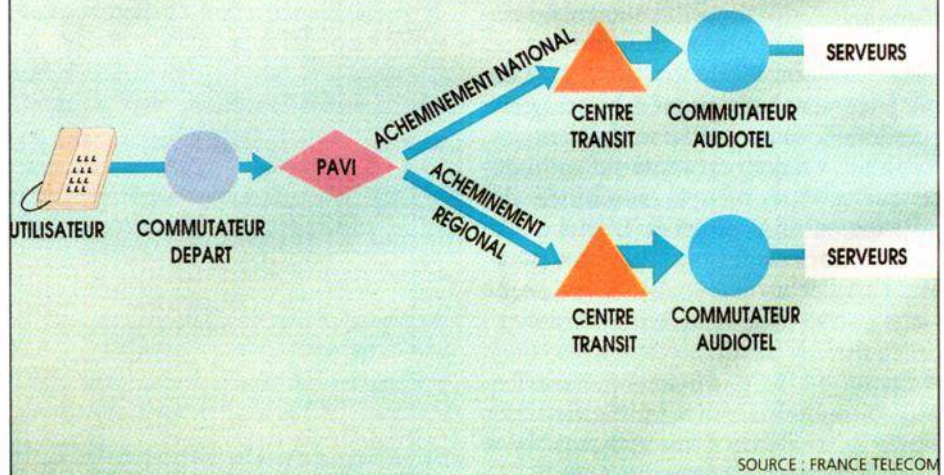 ACHEMINEMENT NATIONAL
CENTRE
TRANSIT
COMMUTATEUR
AUDIOTEL
SERVEURS
UTILISATEUR
COMMUTATEUR
DEPART
PAVI
ACHEMINEMENT
REGIONAL
CENTRE
TRANSIT
COMMUTATEUR
AUDIOTEL
SERVEURS
SOURCE : FRANCE TELECOM